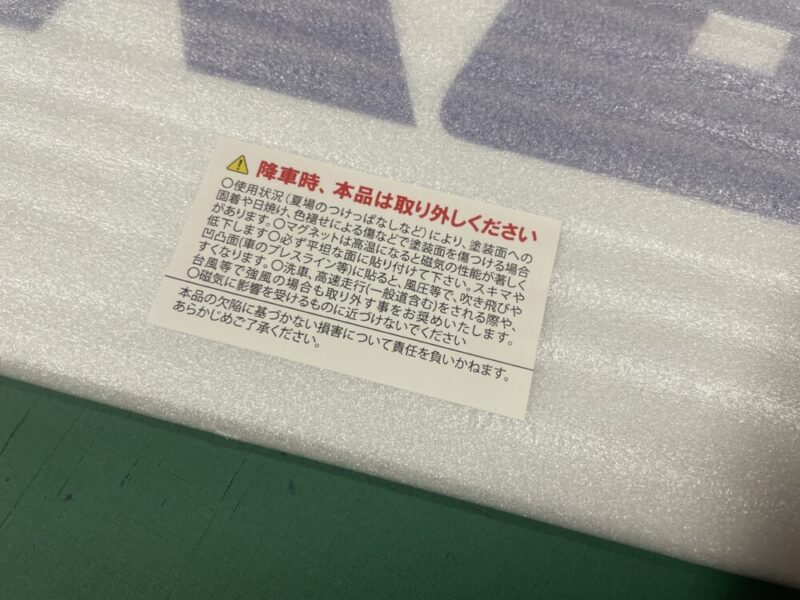 降車時、本品は取り外しください
○使用状況(夏場のつけっぱなしなど)により、塗装面への
固着や日焼け、色褪せによる傷などで塗装面を傷つける場合
があります。○マグネットは高温になると磁気の性能が著しく
低下します○必ず平坦な面に貼り付けて下さい。スキマや
凹凸面(車のプレスライン等)に貼ると、風圧等で、吹き飛びや
すくなります。○洗車、高速走行(一般道含む)をされる際や、
台風等で強風の場合も取り外す事をお奨めいたします。
○磁気に影響を受けるものに近づけないでください
本品の欠陥に基づかない損害について責任を負いかねます。
あらかじめご了承ください。